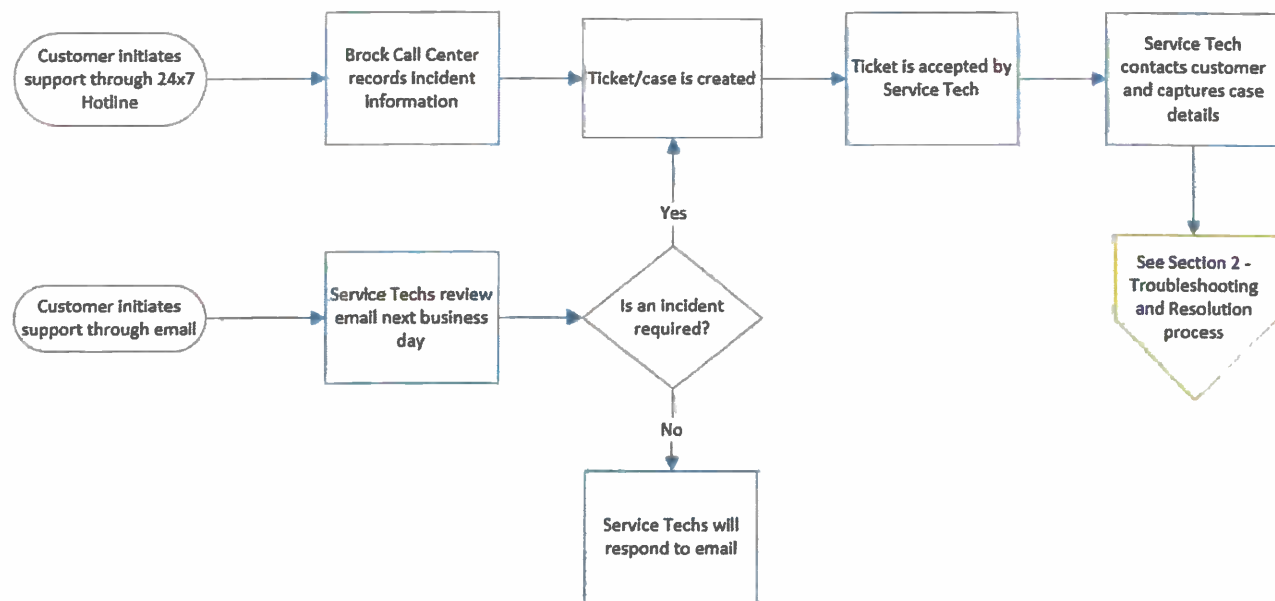 Customer initiates
support through 24x7
Hotline
Brock Call Center
records incident
information
Ticket/case is created
Ticket is accepted by
Service Tech
Service Tech
contacts customer
and captures case
details
Yes
See Section 2 -
Troubleshooting
and Resolution
process
Customer initiates
support through email
Service Techs review
email next business
day
Is an incident
required?
No
Service Techs will
respond to email